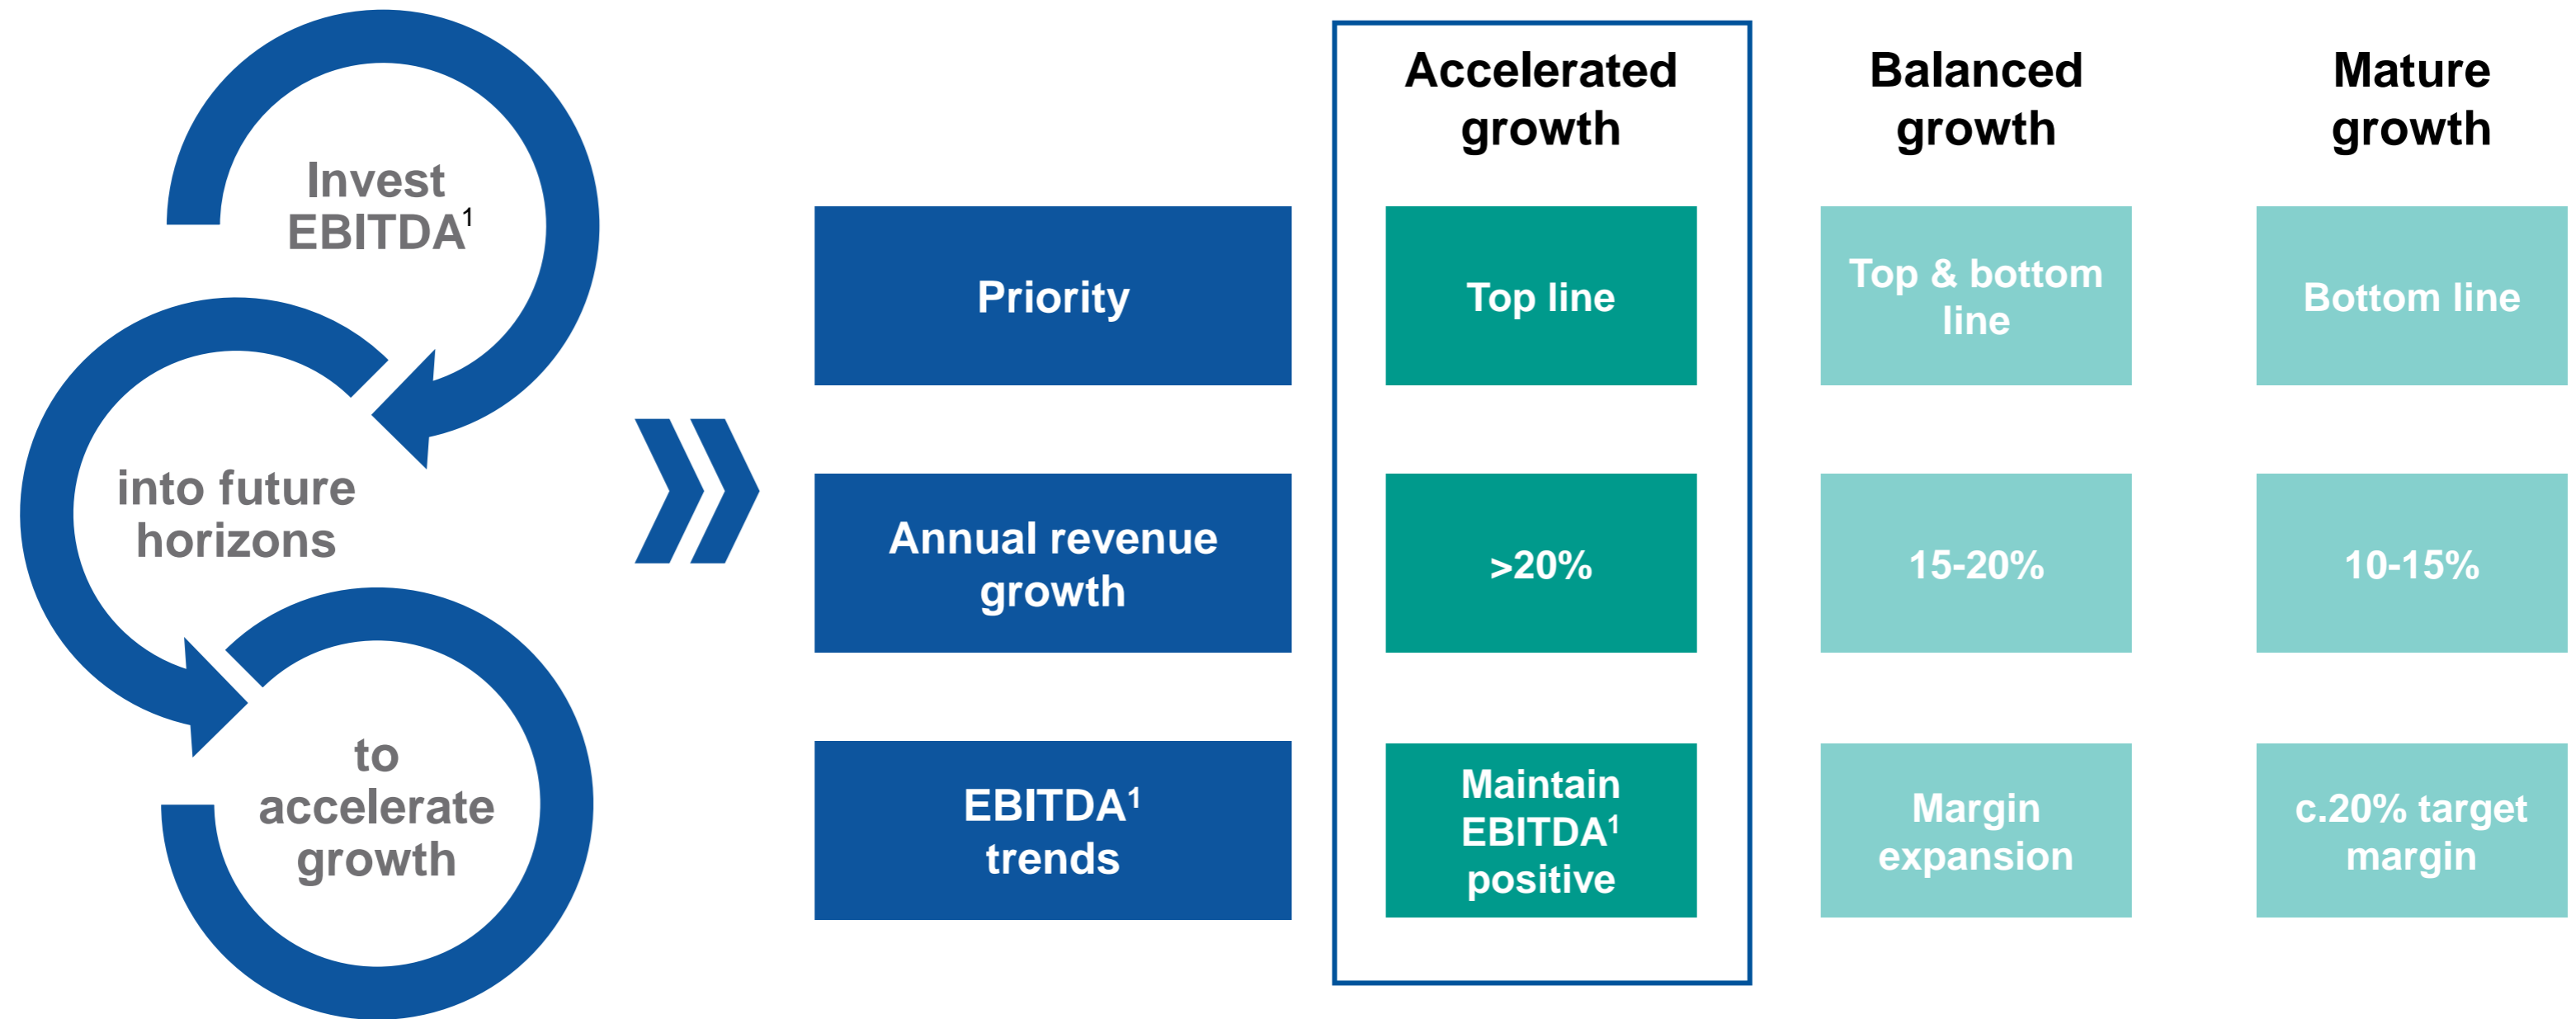 Invest
EBITDA¹
into future
horizons
to
accelerate
growth
Accelerated
growth
Balanced
growth
Mature
growth
Priority
Top line
Top & bottom
line
Bottom line
Annual revenue
growth
>20%
15-20%
10-15%
EBITDA¹
trends
Maintain
EBITDA¹
positive
Margin
expansion
c.20% target
margin